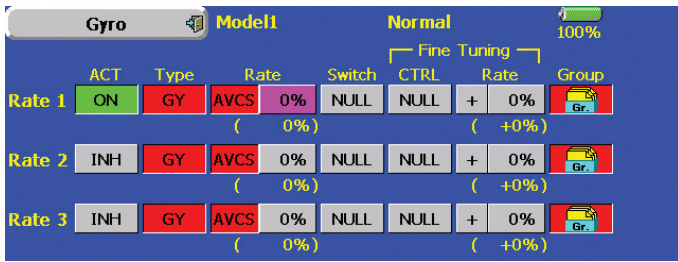 Gyro Model1 Normal 100%
Fine Tuning
ACT Type Rate Switch CTRL Rate Group
Rate 1 ON GY AVCS 0% NULL NULL + 0% Gr.
( 0%) ( +0%)
Rate 2 INH GY AVCS 0% NULL NULL + 0% Gr.
( 0%) ( +0%)
Rate 3 INH GY AVCS 0% NULL NULL + 0% Gr.
( 0%) ( +0%)